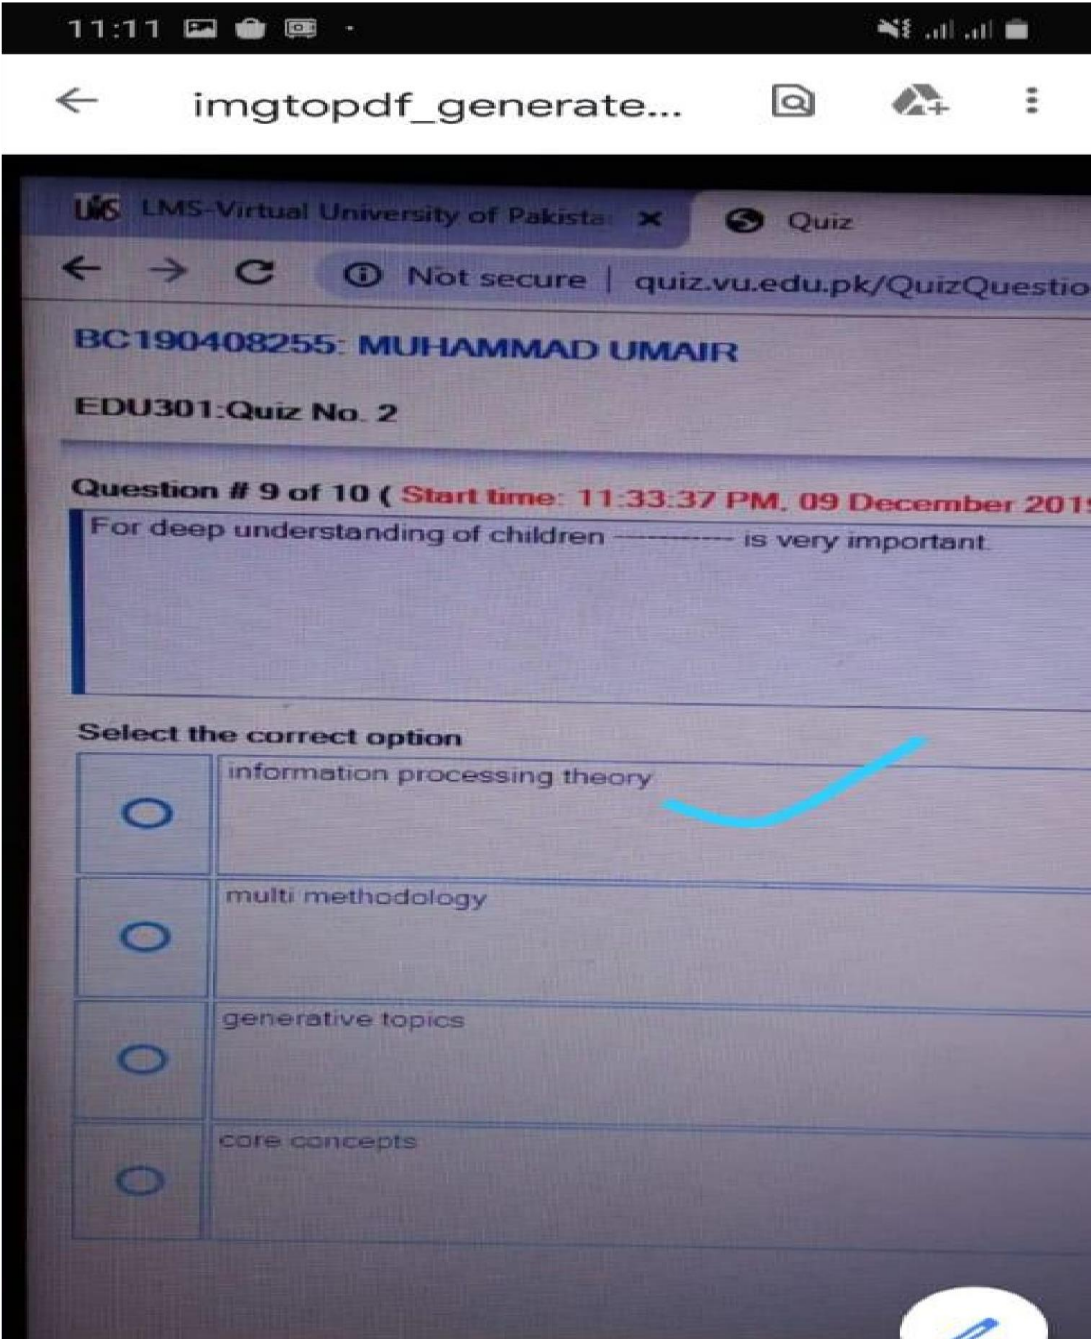 11:11
imgtopdf_generate...
LMS-Virtual University of Pakista
Quiz
Not secure | quiz.vu.edu.pk/QuizQuestio
BC190408255: MUHAMMAD UMAIR
EDU301:Quiz No. 2
Question # 9 of 10 ( Start time: 11:33:37 PM, 09 December 201
For deep understanding of children ----------- is very important.
Select the correct option
information processing theory
multi methodology
generative topics
core concepts